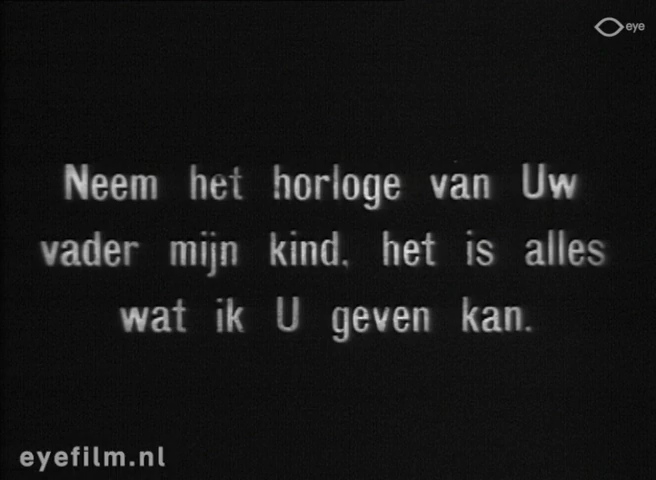 eye
Neem het horloge van Uw
vader mijn kind. het is alles
wat ik U geven kan.
eyefilm.nl